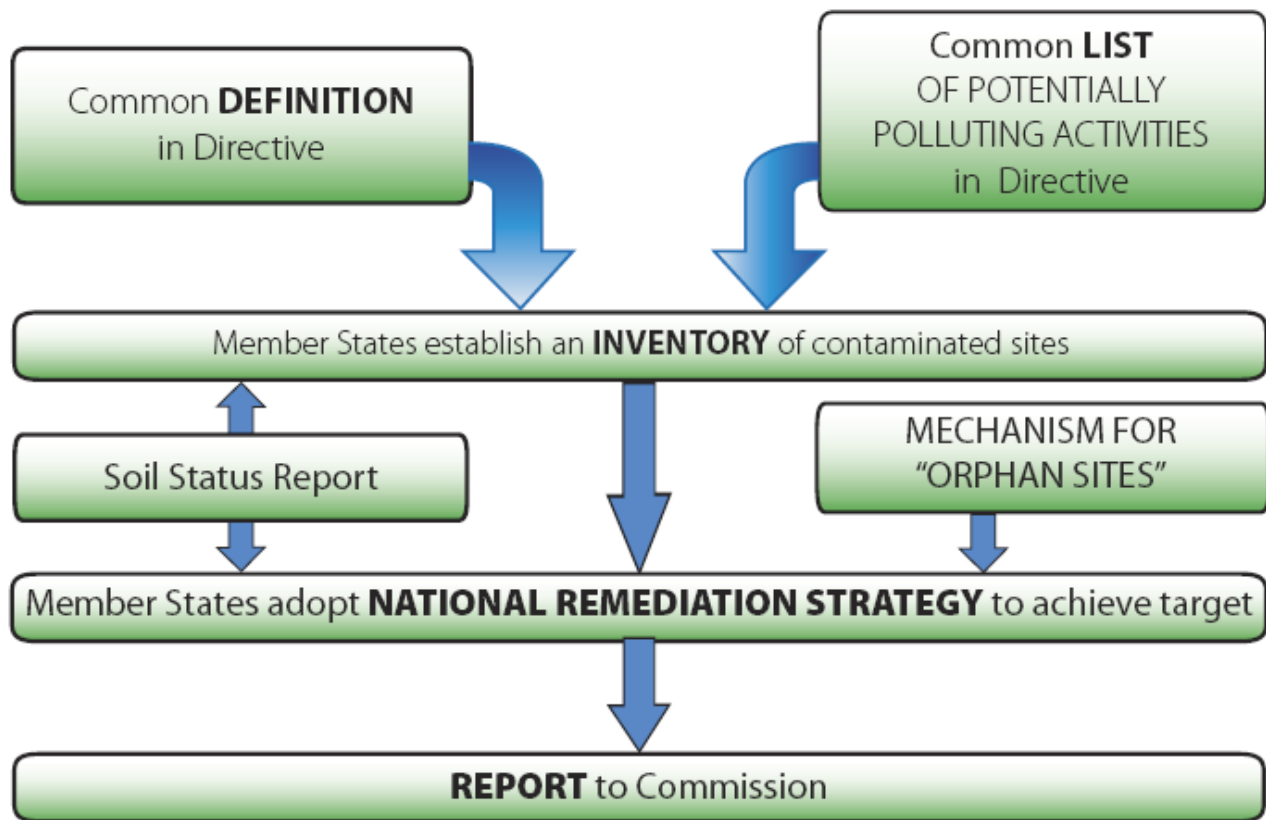 Common DEFINITION
in Directive
Common LIST
OF POTENTIALLY
POLLUTING ACTIVITIES
in Directive
Member States establish an INVENTORY of contaminated sites
Soil Status Report
MECHANISM FOR
“ORPHAN SITES”
Member States adopt NATIONAL REMEDIATION STRATEGY to achieve target
REPORT to Commission